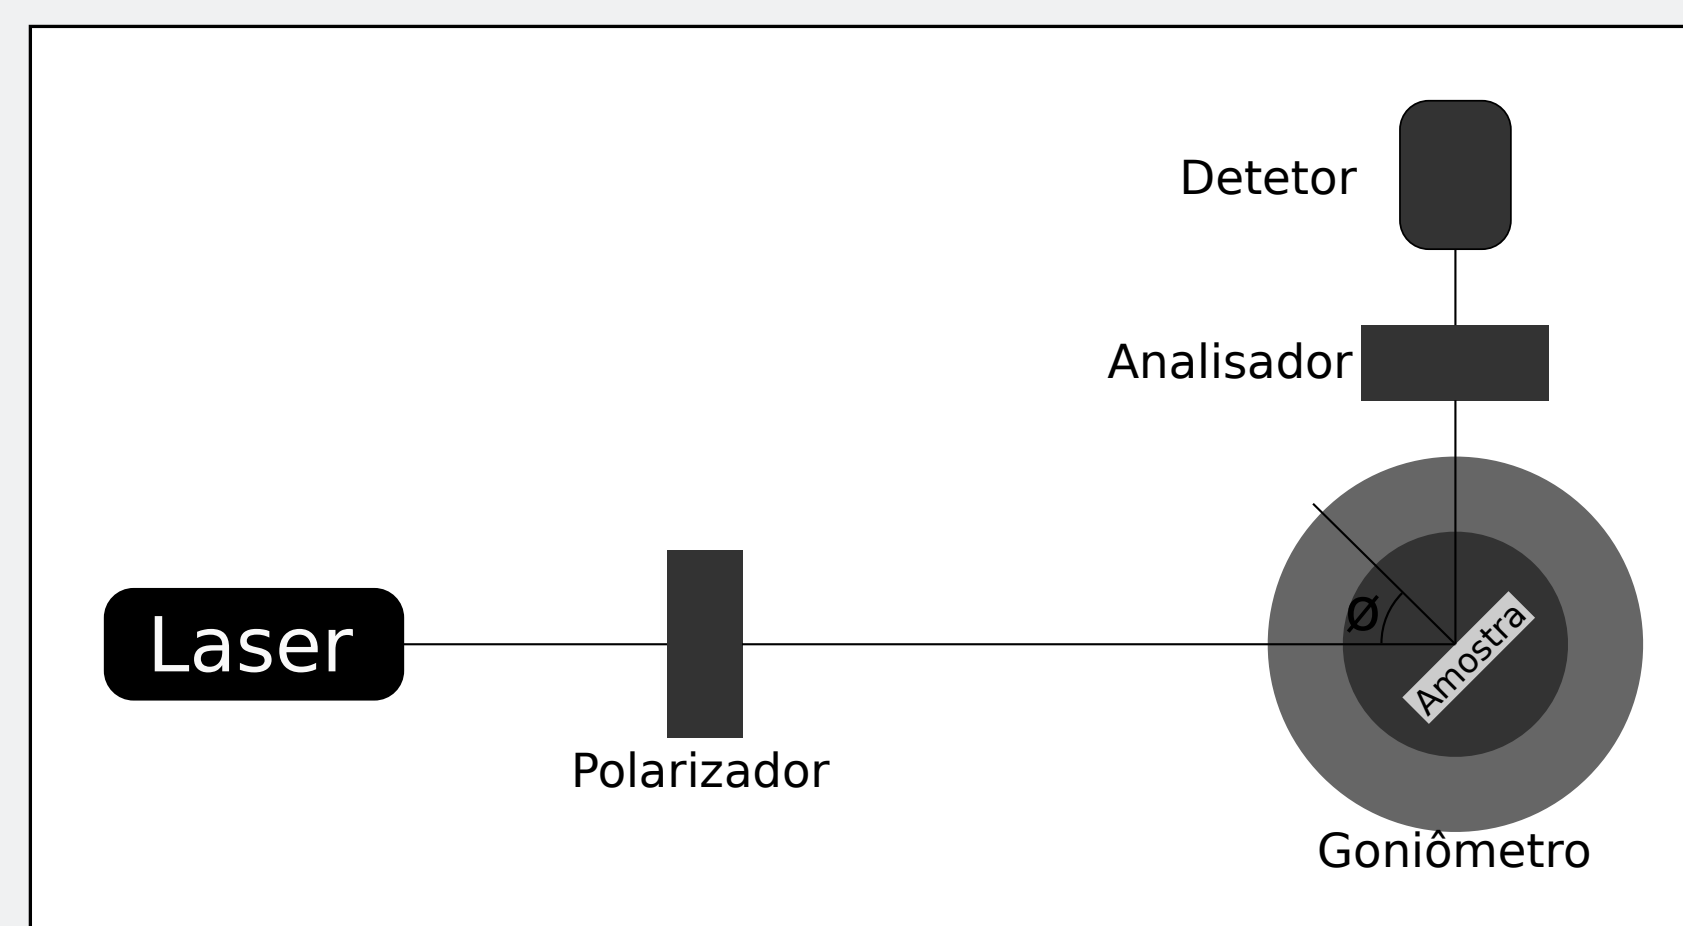 Detetor
Analisador
ø
Laser
Amostra
Polarizador
Goniômetro